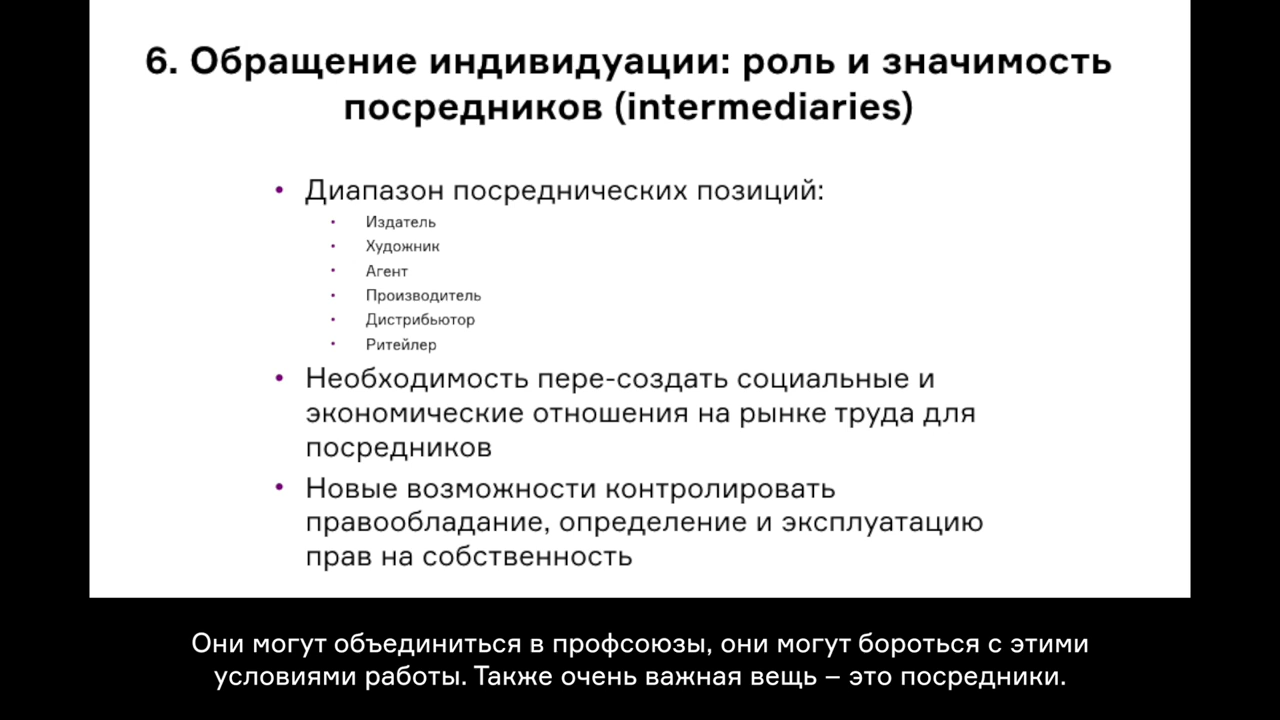 6. Обращение индивидуации: роль и значимость
посредников (intermediaries)
• Диапазон посреднических позиций:
• Издатель
• Художник
• Агент
• Производитель
• Дистрибьютор
• Ритейлер
• Необходимость пере-создать социальные и
экономические отношения на рынке труда для
посредников
• Новые возможности контролировать
правообладание, определение и эксплуатацию
прав на собственность
Они могут объединиться в профсоюзы, они могут бороться с этими
условиями работы. Также очень важная вещь – это посредники.